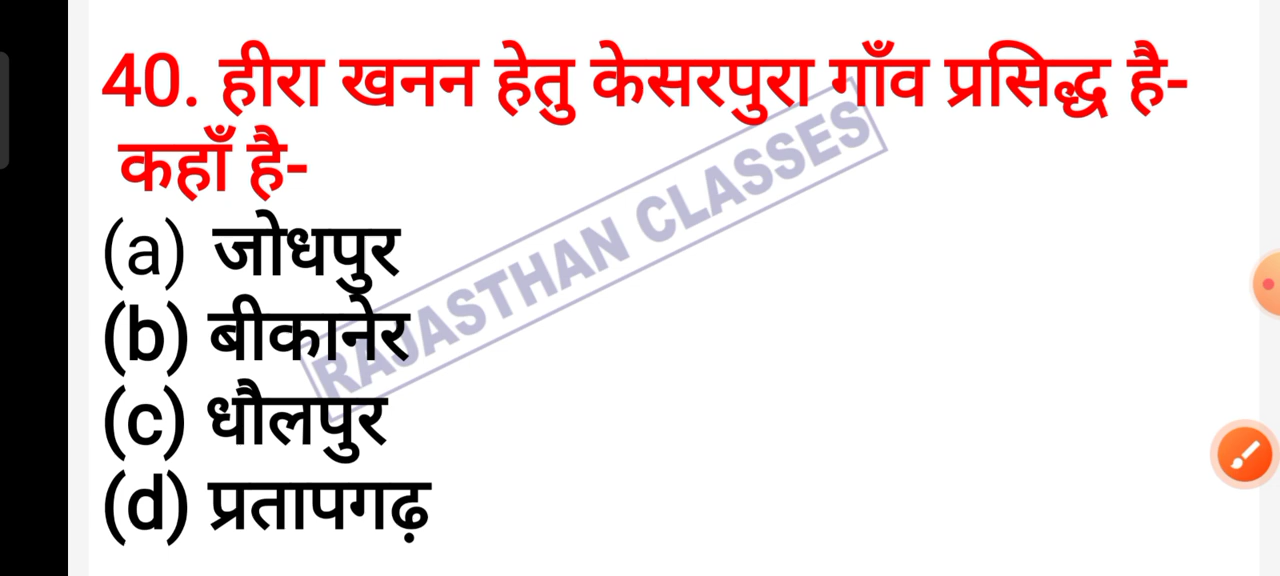 40. हीरा खनन हेतु केसरपुरा गाँव प्रसिद्ध है-
कहाँ है-
(a) जोधपुर
(b) बीकानेर
(c) धौलपुर
(d) प्रतापगढ़
RAJASTHAN CLASSES